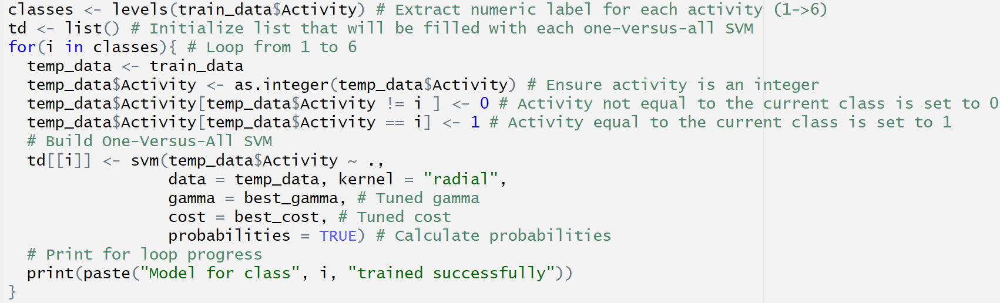 classes <- levels(train_data$Activity) # Extract numeric label for each activity (1->6)
td <- list() # Initialize list that will be filled with each one-versus-all SVM
for(i in classes){ # Loop from 1 to 6
  temp_data <- train_data
  temp_data$Activity <- as.integer(temp_data$Activity) # Ensure activity is an integer
  temp_data$Activity[temp_data$Activity != i ] <- 0 # Activity not equal to the current class is set to 0
  temp_data$Activity[temp_data$Activity == i] <- 1 # Activity equal to the current class is set to 1
  # Build One-Versus-All SVM
  td[[i]] <- svm(temp_data$Activity ~ .,
                 data = temp_data, kernel = "radial",
                 gamma = best_gamma, # Tuned gamma
                 cost = best_cost, # Tuned cost
                 probabilities = TRUE) # Calculate probabilities
  # Print for loop progress
  print(paste("Model for class", i, "trained successfully"))
}